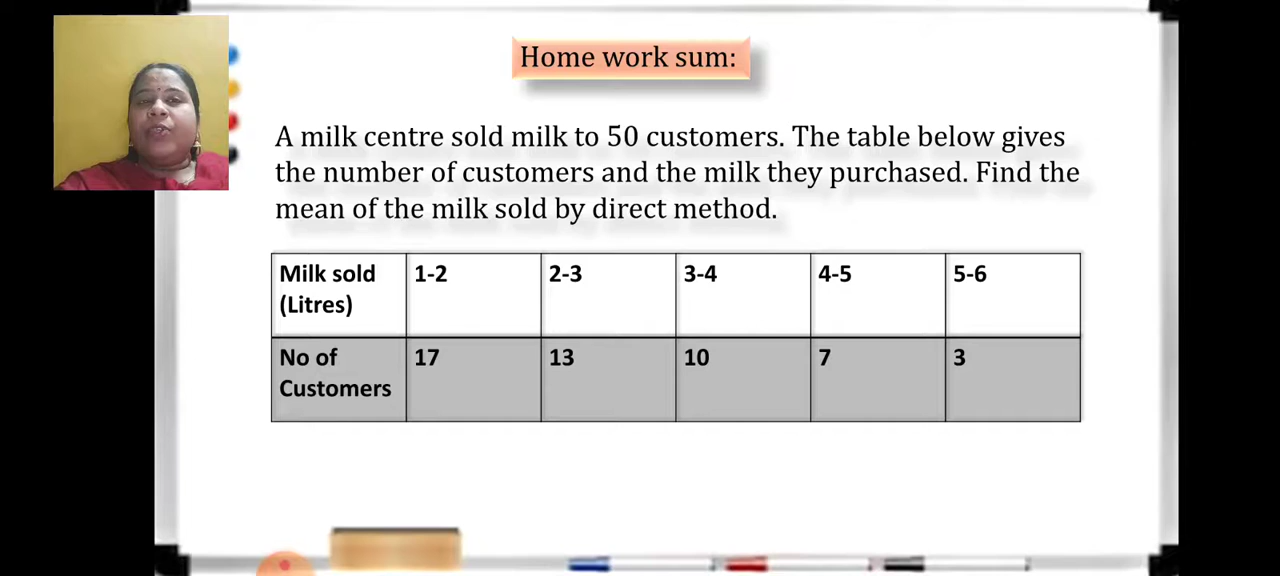 Home work sum:
A milk centre sold milk to 50 customers. The table below gives
the number of customers and the milk they purchased. Find the
mean of the milk sold by direct method.
Milk sold (Litres) 1-2 2-3 3-4 4-5 5-6
No of Customers 17 13 10 7 3